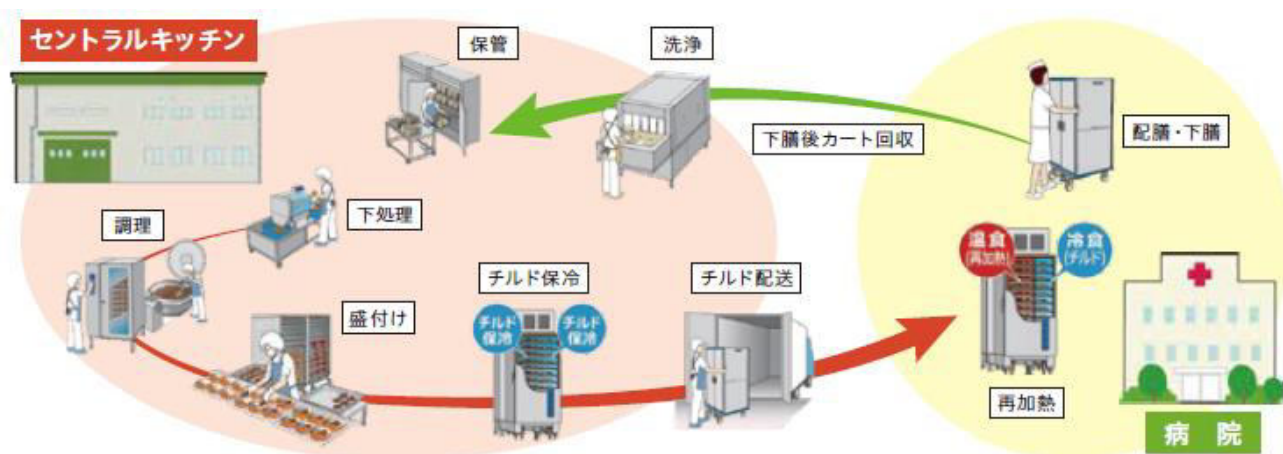 セントラルキッチン
保管
洗浄
下膳後カート回収
配膳・下膳
下処理
調理
盛付け
チルド保冷
チルド
保冷
チルド
保冷
チルド配送
温食
(再加熱)
冷食
(チルド)
再加熱
病 院